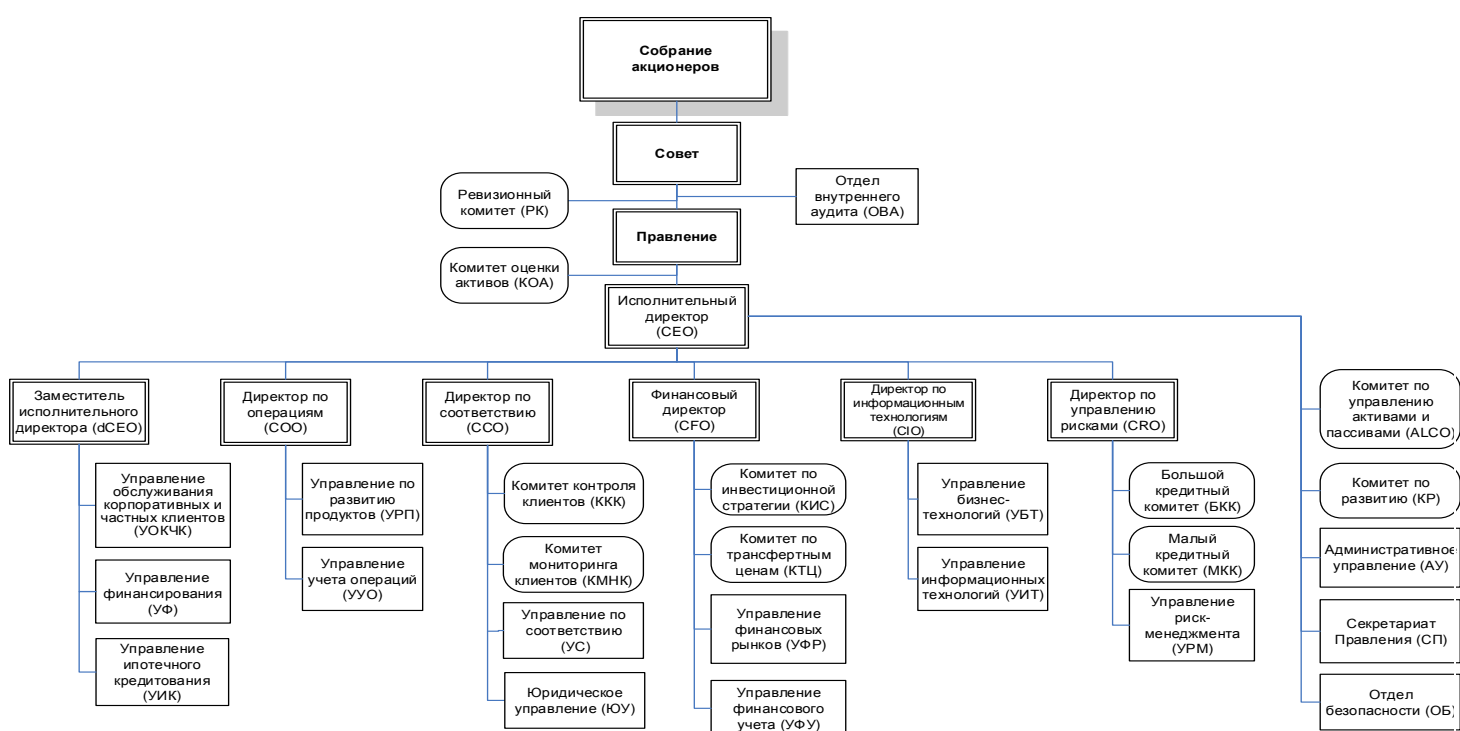 Собрание
акционеров
Совет
Ревизионный
комитет (РК)
Отдел
внутреннего
аудита (ОВА)
Правление
Комитет оценки
активов (КОА)
Исполнительный
директор
(CEO)
Заместитель
исполнительного
директора (dCEO)
Директор по
операциям
(COO)
Директор по
соответствию
(CCO)
Финансовый
директор
(CFO)
Директор по
информационным
технологиям
(CIO)
Директор по
управлению
рисками (CRO)
Комитет по
управлению
активами и
пассивами (ALCO)
Управление
обслуживания
корпоративных и
частных клиентов
(УОКЧК)
Управление
финансирования
(УФ)
Управление
ипотечного
кредитования
(УИК)
Управление по
развитию
продуктов (УРП)
Управление
учета операций
(УУО)
Комитет контроля
клиентов (ККК)
Комитет
мониторинга
клиентов (КМНК)
Управление по
соответствию
(УС)
Юридическое
управление (ЮУ)
Комитет по
инвестиционной
стратегии (КИС)
Комитет по
трансфертным
ценам (КТЦ)
Управление
финансовых
рынков (УФР)
Управление
финансового
учета (УФУ)
Управление
бизнес-
технологий (УБТ)
Управление
информационных
технологий (УИТ)
Большой
кредитный
комитет (БКК)
Малый
кредитный
комитет (МКК)
Управление
риск-
менеджмента
(УРМ)
Комитет по
развитию (КР)
Административное
управление (АУ)
Секретариат
Правления (СП)
Отдел
безопасности (ОБ)